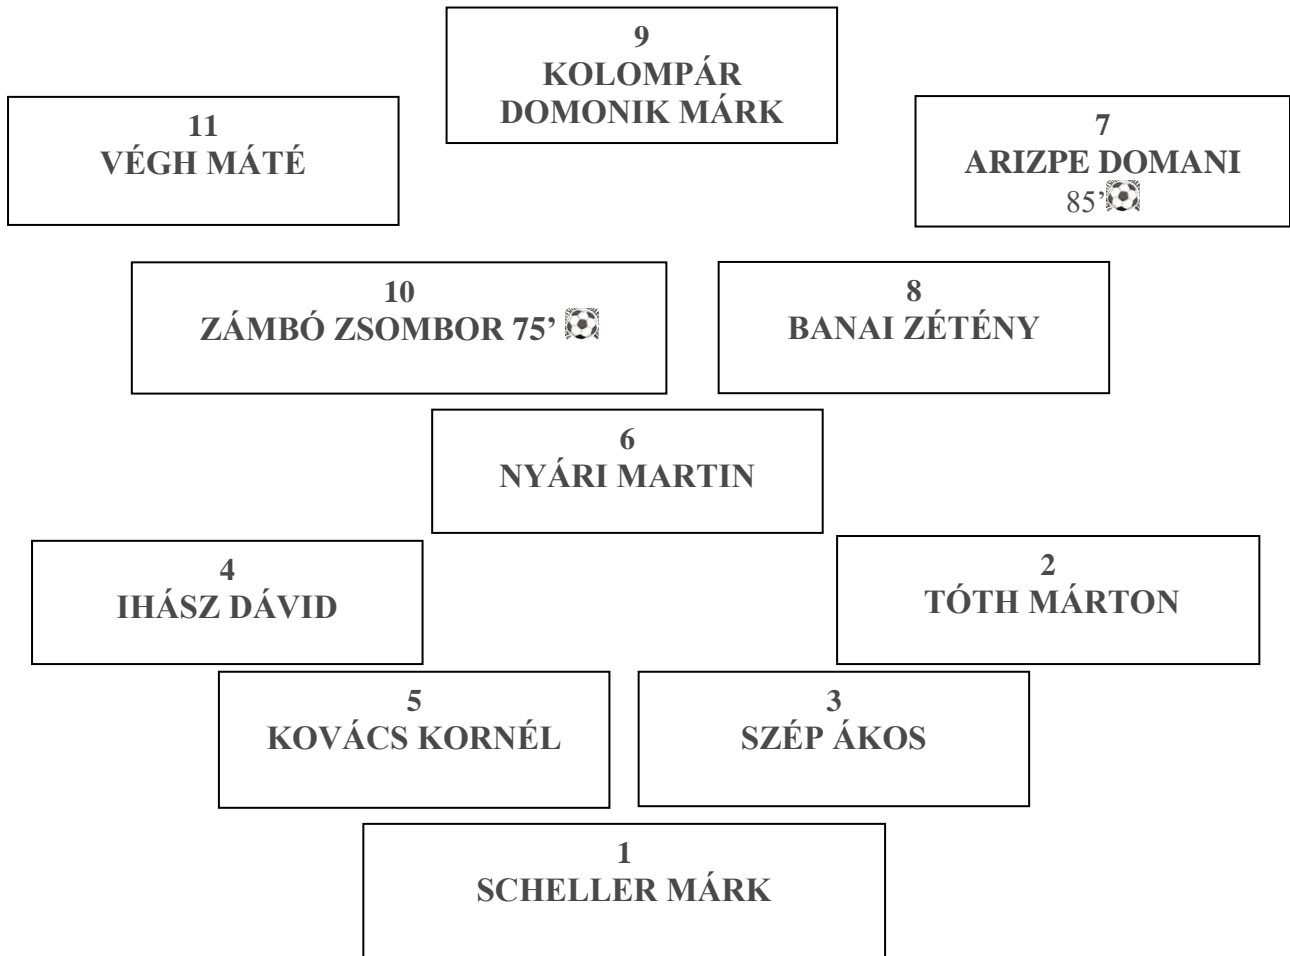 9
KOLOMPÁR
DOMONIK MÁRK
11
VÉGH MÁTÉ
7
ARIZPE DOMANI
85’
10
ZÁMBÓ ZSOMBOR 75’
8
BANAI ZÉTÉNY
6
NYÁRI MARTIN
4
IHÁSZ DÁVID
2
TÓTH MÁRTON
5
KOVÁCS KORNÉL
3
SZÉP ÁKOS
1
SCHELLER MÁRK